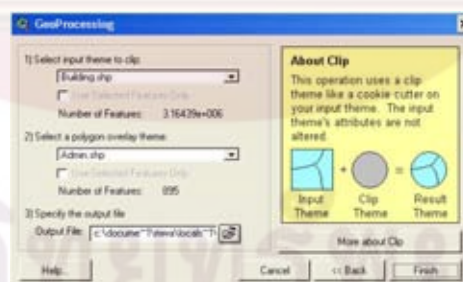 GeoProcessing
1) Select input theme to clip:
Building.shp
Use Selected Features Only
Number of Features: 3.16439e+006
2) Select a polygon overlay theme:
Admin.shp
Use Selected Features Only
Number of Features: 895
3) Specify the output file
Output File:
Help...
About Clip
This operation uses a clip
theme like a cookie cutter on
your input theme. The input
theme's attributes are not
altered.
+ =
Input Clip Result
Theme Theme Theme
More about Clip
Cancel << Back Finish